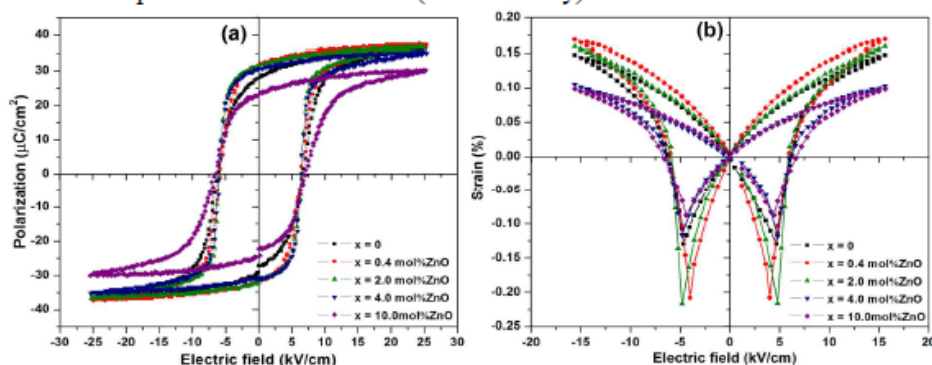 (a)
Polarization (μC/cm²)
40
30
20
10
0
-10
-20
-30
-40
x = 0
x = 0.4 mol%ZnO
x = 2.0 mol%ZnO
x = 4.0 mol%ZnO
x = 10.0mol%ZnO
-30 -25 -20 -15 -10 -5 0 5 10 15 20 25 30
Electric field (kV/cm)
(b)
Strain (%)
0.20
0.15
0.10
0.05
0.00
-0.05
-0.10
-0.15
-0.20
-0.25
x = 0
x = 0.4 mol%ZnO
x = 2.0 mol%ZnO
x = 4.0 mol%ZnO
x = 10.0mol%ZnO
-20 -15 -10 -5 0 5 10 15 20
Electric field (kV/cm)